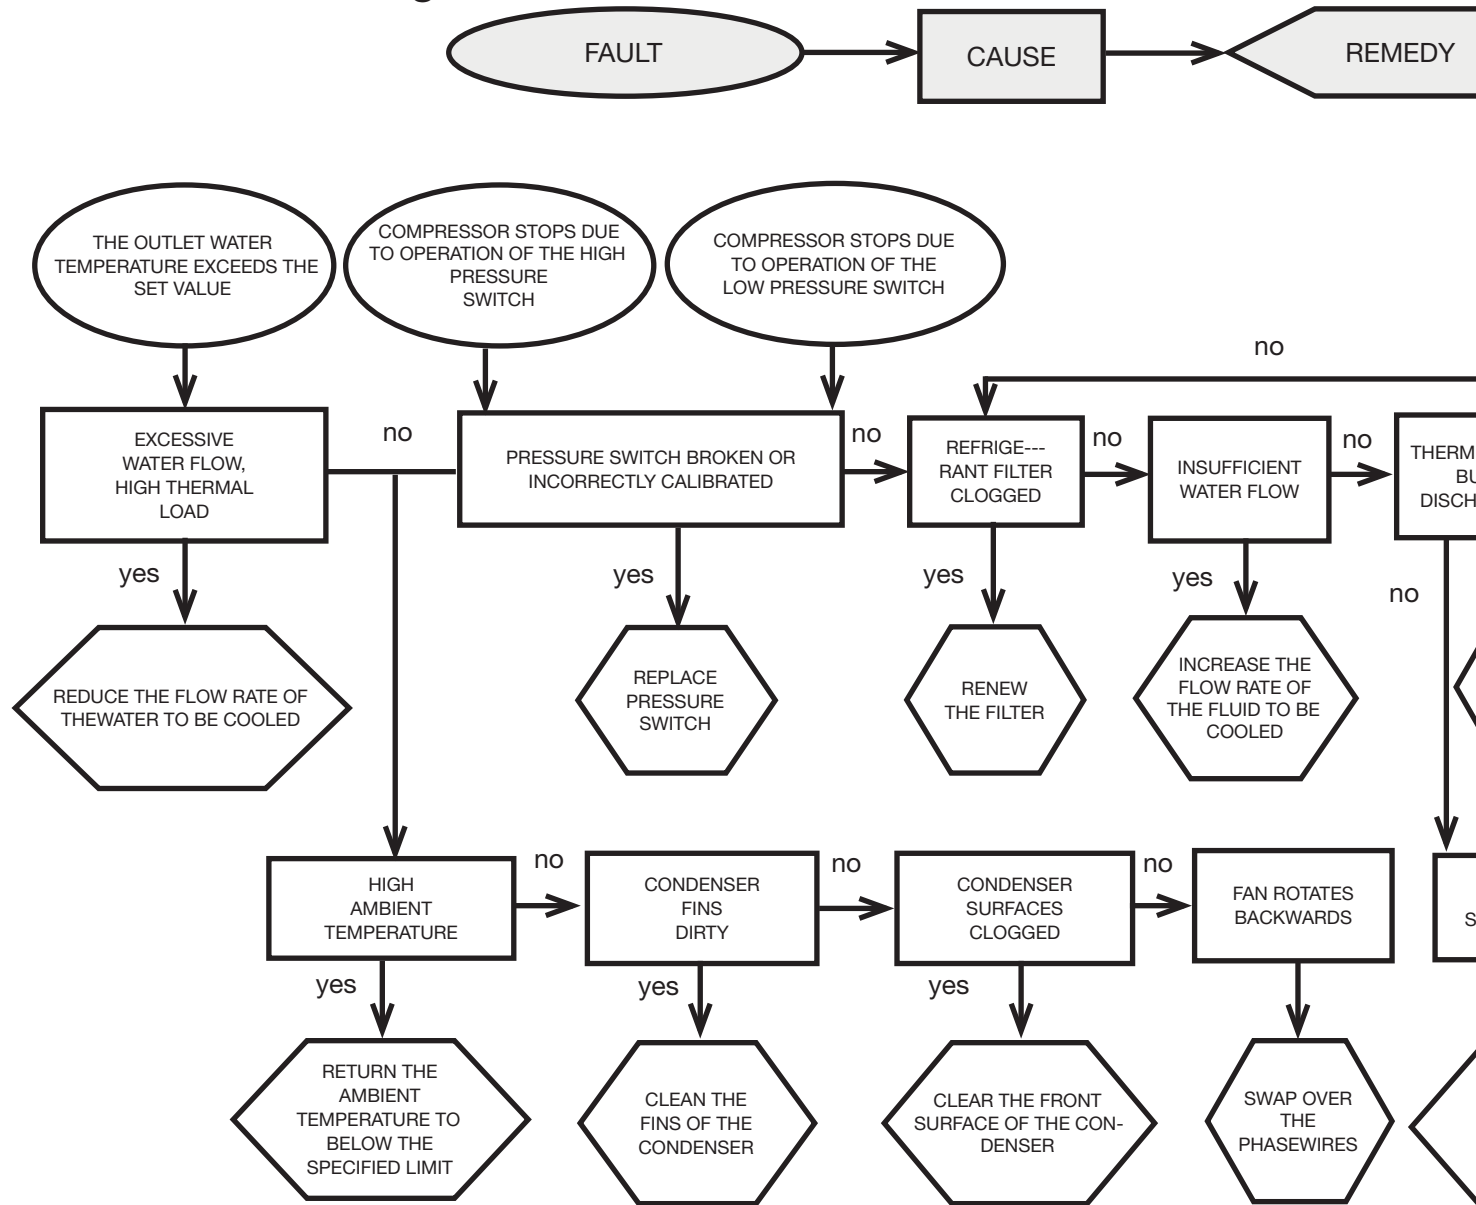 FAULT
CAUSE
REMEDY
THE OUTLET WATER
TEMPERATURE EXCEEDS THE
SET VALUE
COMPRESSOR STOPS DUE
TO OPERATION OF THE HIGH
PRESSURE
SWITCH
COMPRESSOR STOPS DUE
TO OPERATION OF THE
LOW PRESSURE SWITCH
no
EXCESSIVE
WATER FLOW,
HIGH THERMAL
LOAD
no
PRESSURE SWITCH BROKEN OR
INCORRECTLY CALIBRATED
no
REFRIGE---
RANT FILTER
CLOGGED
no
INSUFFICIENT
WATER FLOW
no
THERM
DISCH
yes
yes
yes
yes
no
REDUCE THE FLOW RATE OF
THEWATER TO BE COOLED
REPLACE
PRESSURE
SWITCH
RENEW
THE FILTER
INCREASE THE
FLOW RATE OF
THE FLUID TO BE
COOLED
HIGH
AMBIENT
TEMPERATURE
no
CONDENSER
FINS
DIRTY
no
CONDENSER
SURFACES
CLOGGED
no
FAN ROTATES
BACKWARDS
S
yes
yes
yes
RETURN THE
AMBIENT
TEMPERATURE TO
BELOW THE
SPECIFIED LIMIT
CLEAN THE
FINS OF THE
CONDENSER
CLEAR THE FRONT
SURFACE OF THE CON-
DENSER
SWAP OVER
THE
PHASEWIRES